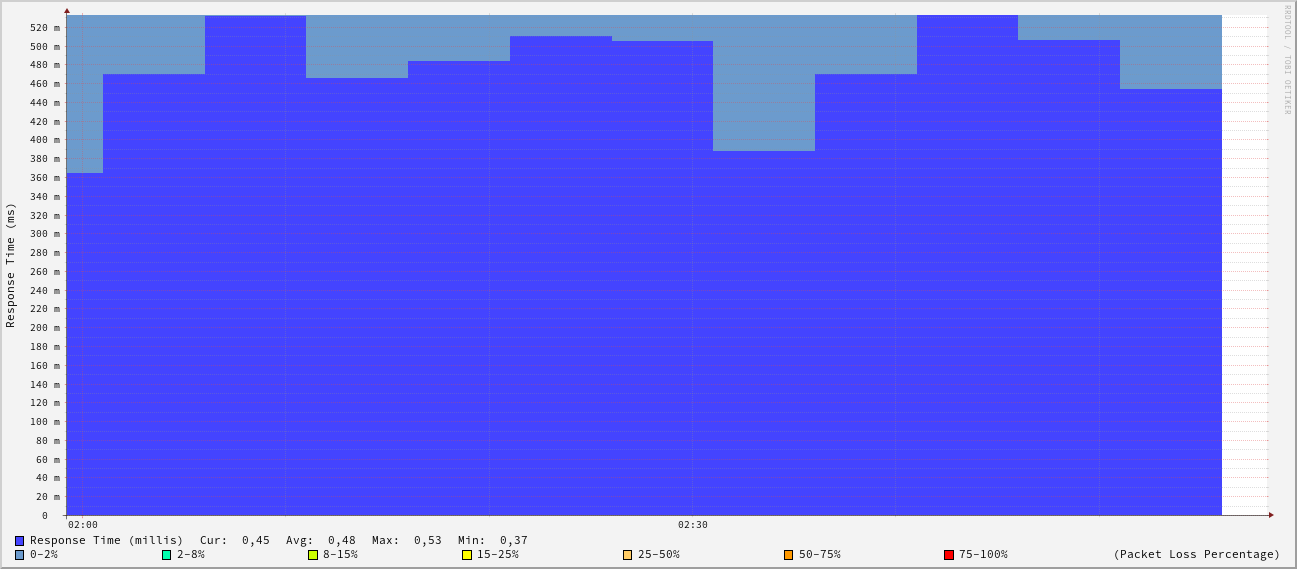 RRDTOOL / TOBI OETIKER
Response Time (ms)
520 m
500 m
480 m
460 m
440 m
420 m
400 m
380 m
360 m
340 m
320 m
300 m
280 m
260 m
240 m
220 m
200 m
180 m
160 m
140 m
120 m
100 m
80 m
60 m
40 m
20 m
0
02:00 02:30
Response Time (millis) Cur: 0,45 Avg: 0,48 Max: 0,53 Min: 0,37
0-2% 2-8% 8-15% 15-25% 25-50% 50-75% 75-100% (Packet Loss Percentage)